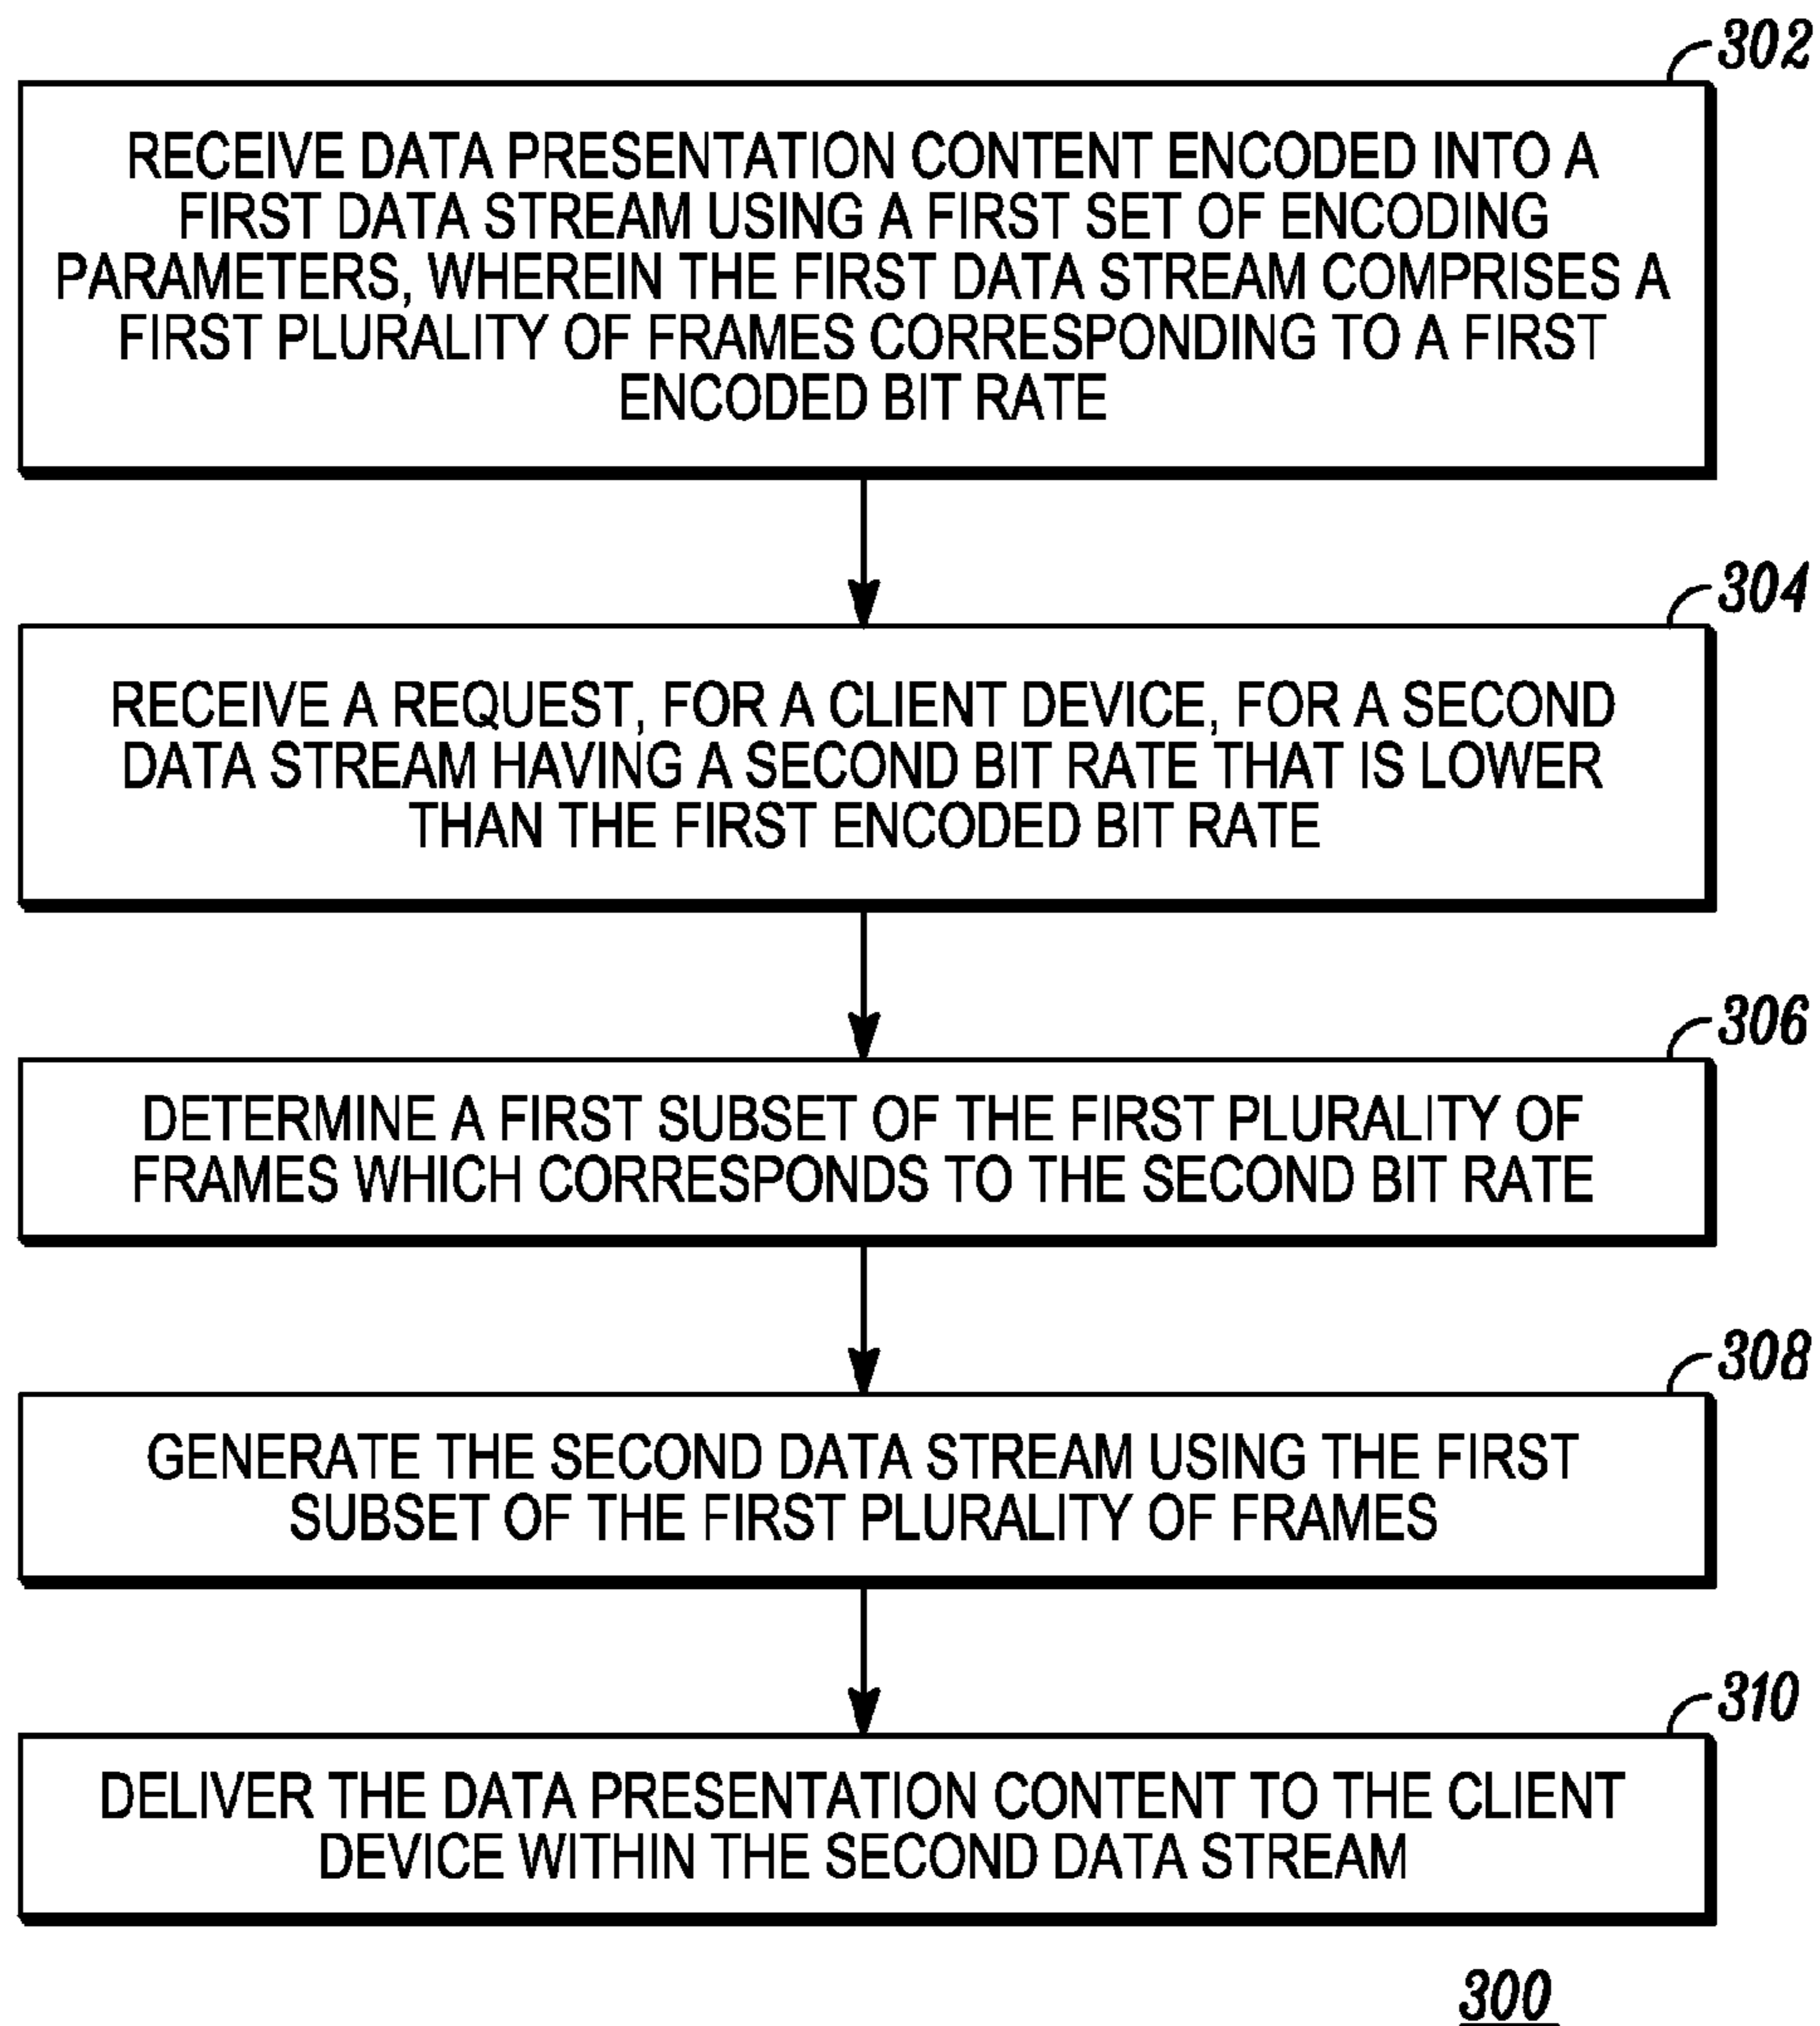 302
RECEIVE DATA PRESENTATION CONTENT ENCODED INTO A
FIRST DATA STREAM USING A FIRST SET OF ENCODING
PARAMETERS, WHEREIN THE FIRST DATA STREAM COMPRISES A
FIRST PLURALITY OF FRAMES CORRESPONDING TO A FIRST
ENCODED BIT RATE
304
RECEIVE A REQUEST, FOR A CLIENT DEVICE, FOR A SECOND
DATA STREAM HAVING A SECOND BIT RATE THAT IS LOWER
THAN THE FIRST ENCODED BIT RATE
306
DETERMINE A FIRST SUBSET OF THE FIRST PLURALITY OF
FRAMES WHICH CORRESPONDS TO THE SECOND BIT RATE
308
GENERATE THE SECOND DATA STREAM USING THE FIRST
SUBSET OF THE FIRST PLURALITY OF FRAMES
310
DELIVER THE DATA PRESENTATION CONTENT TO THE CLIENT
DEVICE WITHIN THE SECOND DATA STREAM
300